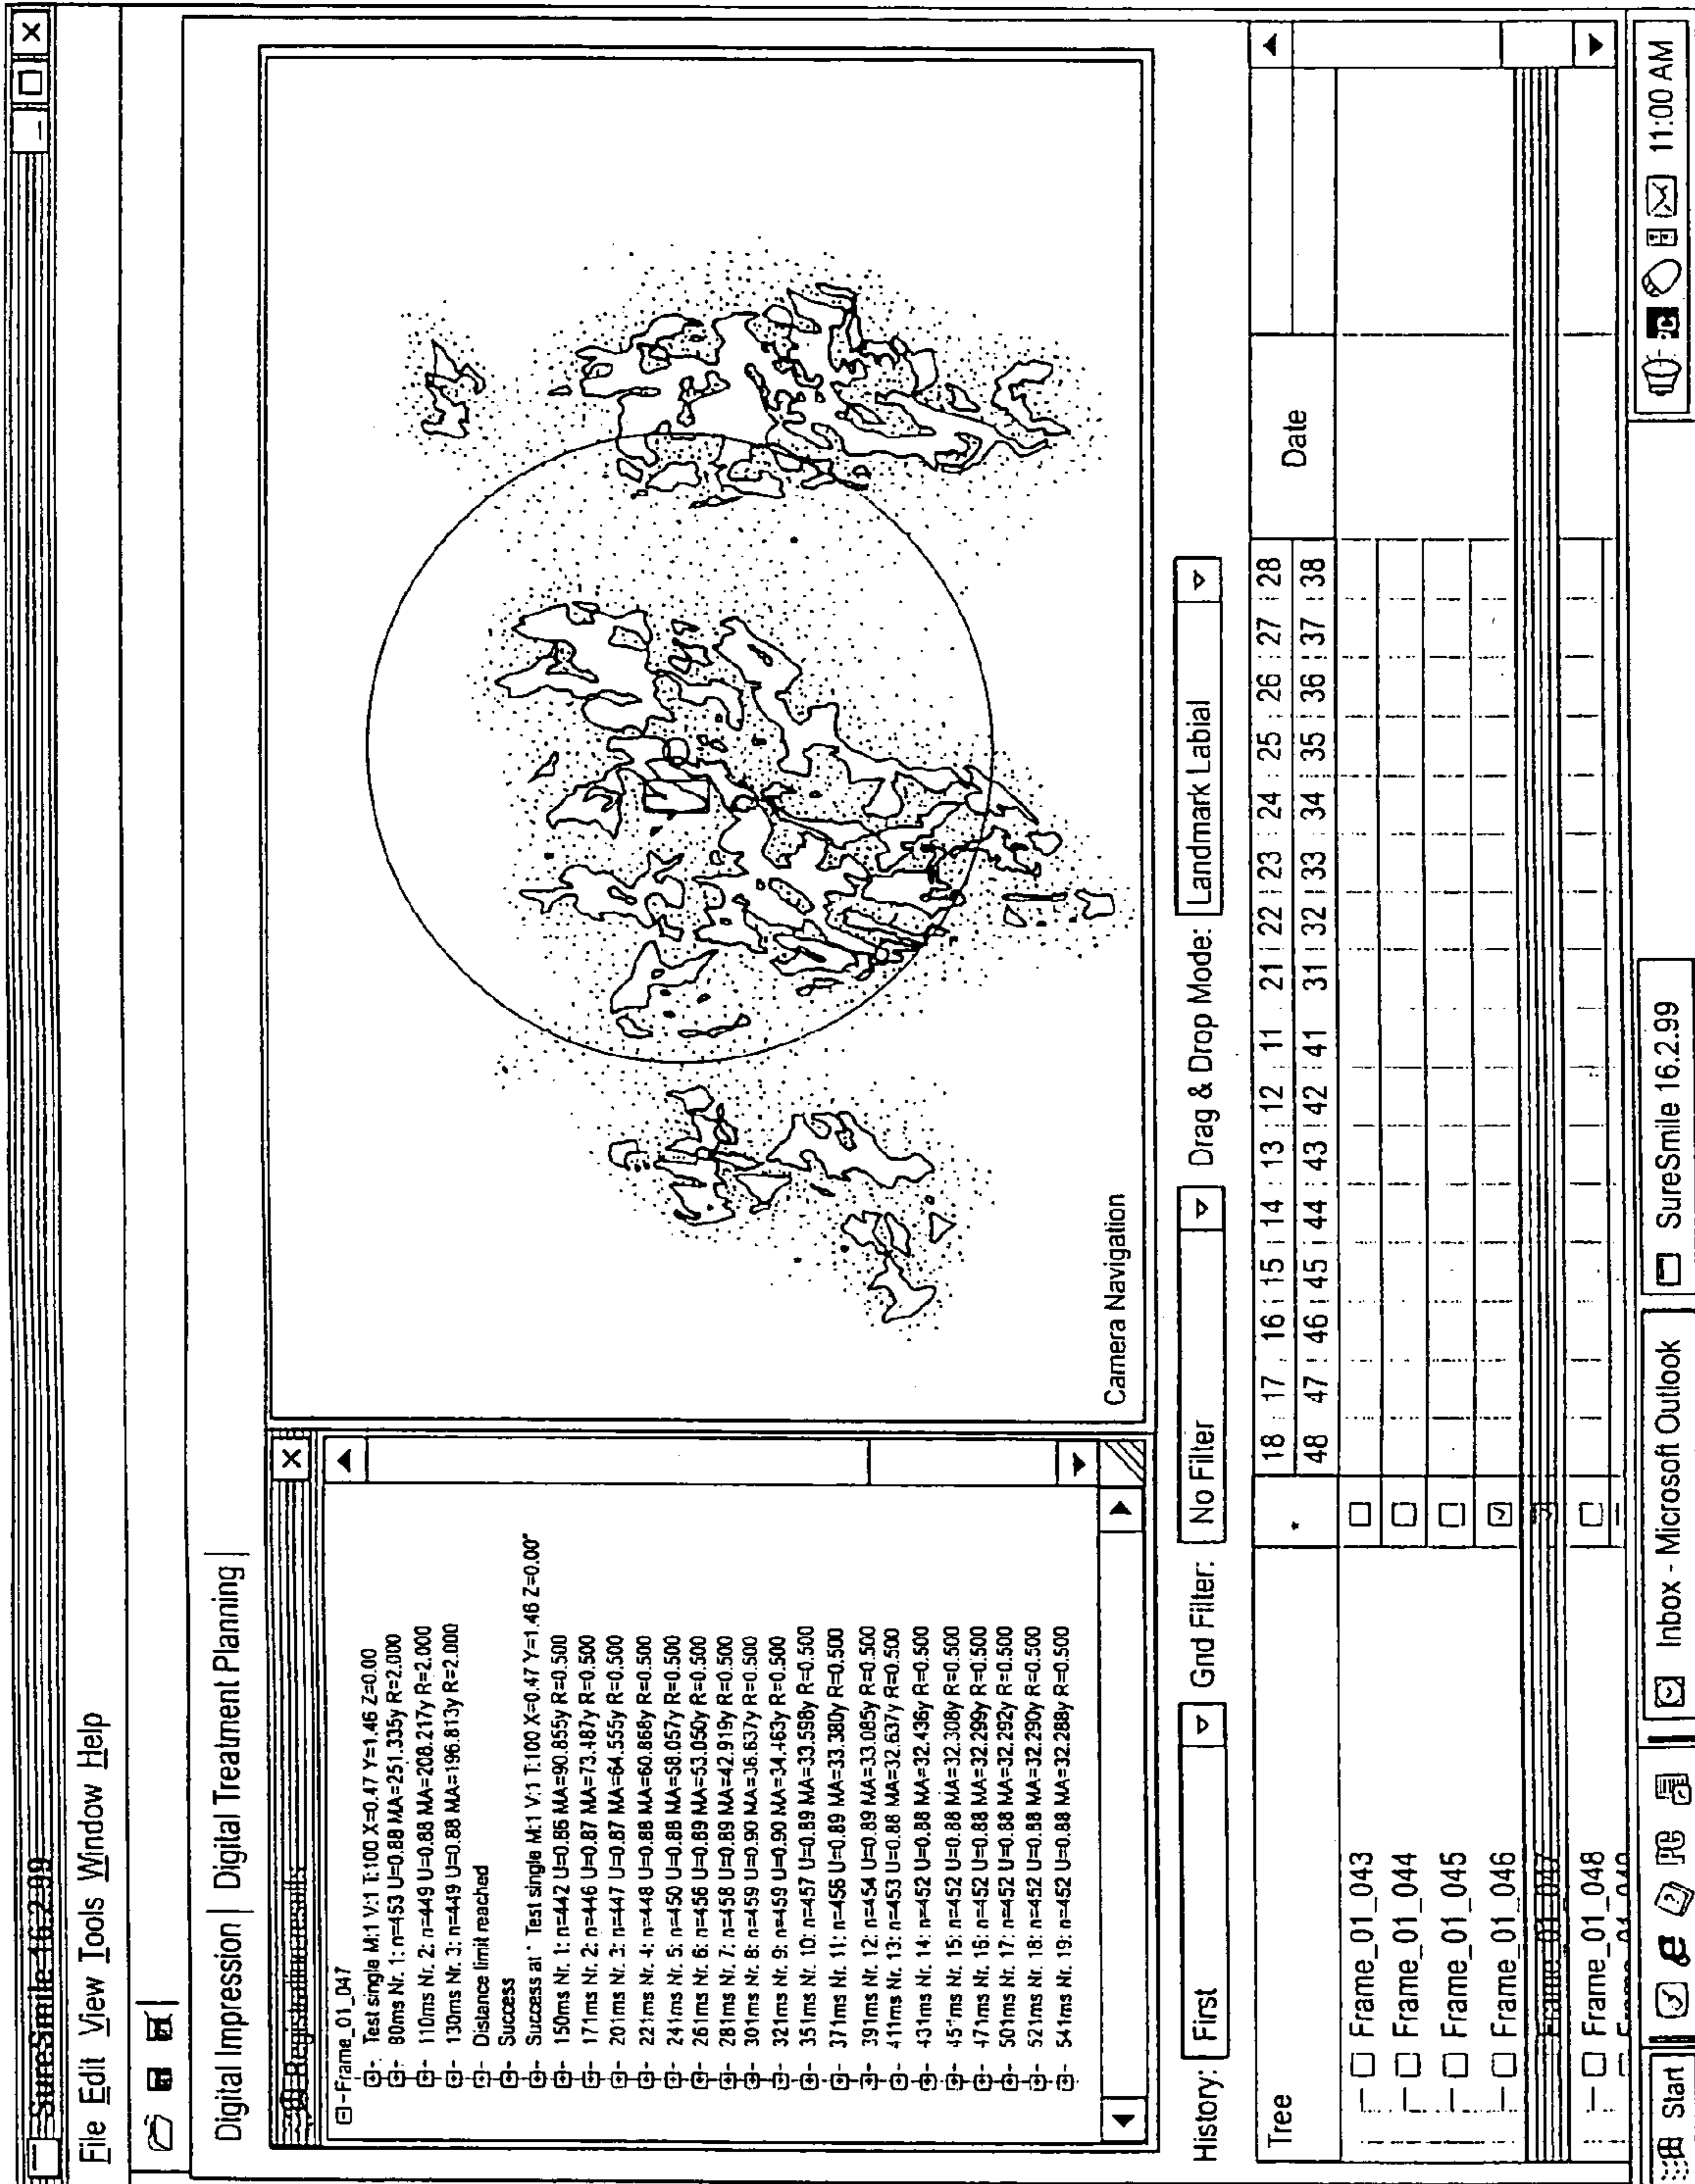 SureSmile 16.2.99
File Edit View Tools Window Help
Digital Impression | Digital Treatment Planning |
3D Registration results
Frame_01_047
Test single M:1 V:1 T:100 X=0.47 Y=1.46 Z=0.00
80ms Nr. 1: n=453 U=0.88 MA=251.335y R=2.000
110ms Nr. 2: n=449 U=0.88 MA=208.217y R=2.000
130ms Nr. 3: n=449 U=0.88 MA=196.813y R=2.000
Distance limit reached
Success
Success at " Test single M:1 V:1 T:100 X=0.47 Y=1.46 Z=0.00"
150ms Nr. 1: n=442 U=0.86 MA=90.855y R=0.500
171ms Nr. 2: n=446 U=0.87 MA=73.487y R=0.500
201ms Nr. 3: n=447 U=0.87 MA=64.555y R=0.500
221ms Nr. 4: n=448 U=0.88 MA=60.868y R=0.500
241ms Nr. 5: n=450 U=0.88 MA=58.057y R=0.500
261ms Nr. 6: n=456 U=0.89 MA=53.050y R=0.500
281ms Nr. 7: n=458 U=0.89 MA=42.919y R=0.500
301ms Nr. 8: n=459 U=0.90 MA=36.637y R=0.500
321ms Nr. 9: n=459 U=0.90 MA=34.463y R=0.500
351ms Nr. 10: n=457 U=0.89 MA=33.598y R=0.500
371ms Nr. 11: n=456 U=0.89 MA=33.380y R=0.500
391ms Nr. 12: n=454 U=0.89 MA=33.085y R=0.500
411ms Nr. 13: n=453 U=0.88 MA=32.637y R=0.500
431ms Nr. 14: n=452 U=0.88 MA=32.436y R=0.500
451ms Nr. 15: n=452 U=0.88 MA=32.308y R=0.500
471ms Nr. 16: n=452 U=0.88 MA=32.299y R=0.500
501ms Nr. 17: n=452 U=0.88 MA=32.292y R=0.500
521ms Nr. 18: n=452 U=0.88 MA=32.290y R=0.500
541ms Nr. 19: n=452 U=0.88 MA=32.288y R=0.500
Camera Navigation
History: First Grid Filter: No Filter Drag & Drop Mode: Landmark Labial
Tree * 18 17 16 15 14 13 12 11 21 22 23 24 25 26 27 28 Date
48 47 46 45 44 43 42 41 31 32 33 34 35 36 37 38
Frame_01_043
Frame_01_044
Frame_01_045
Frame_01_046
Frame_01_047
Frame_01_048
Start Inbox - Microsoft Outlook SureSmile 16.2.99 11:00 AM